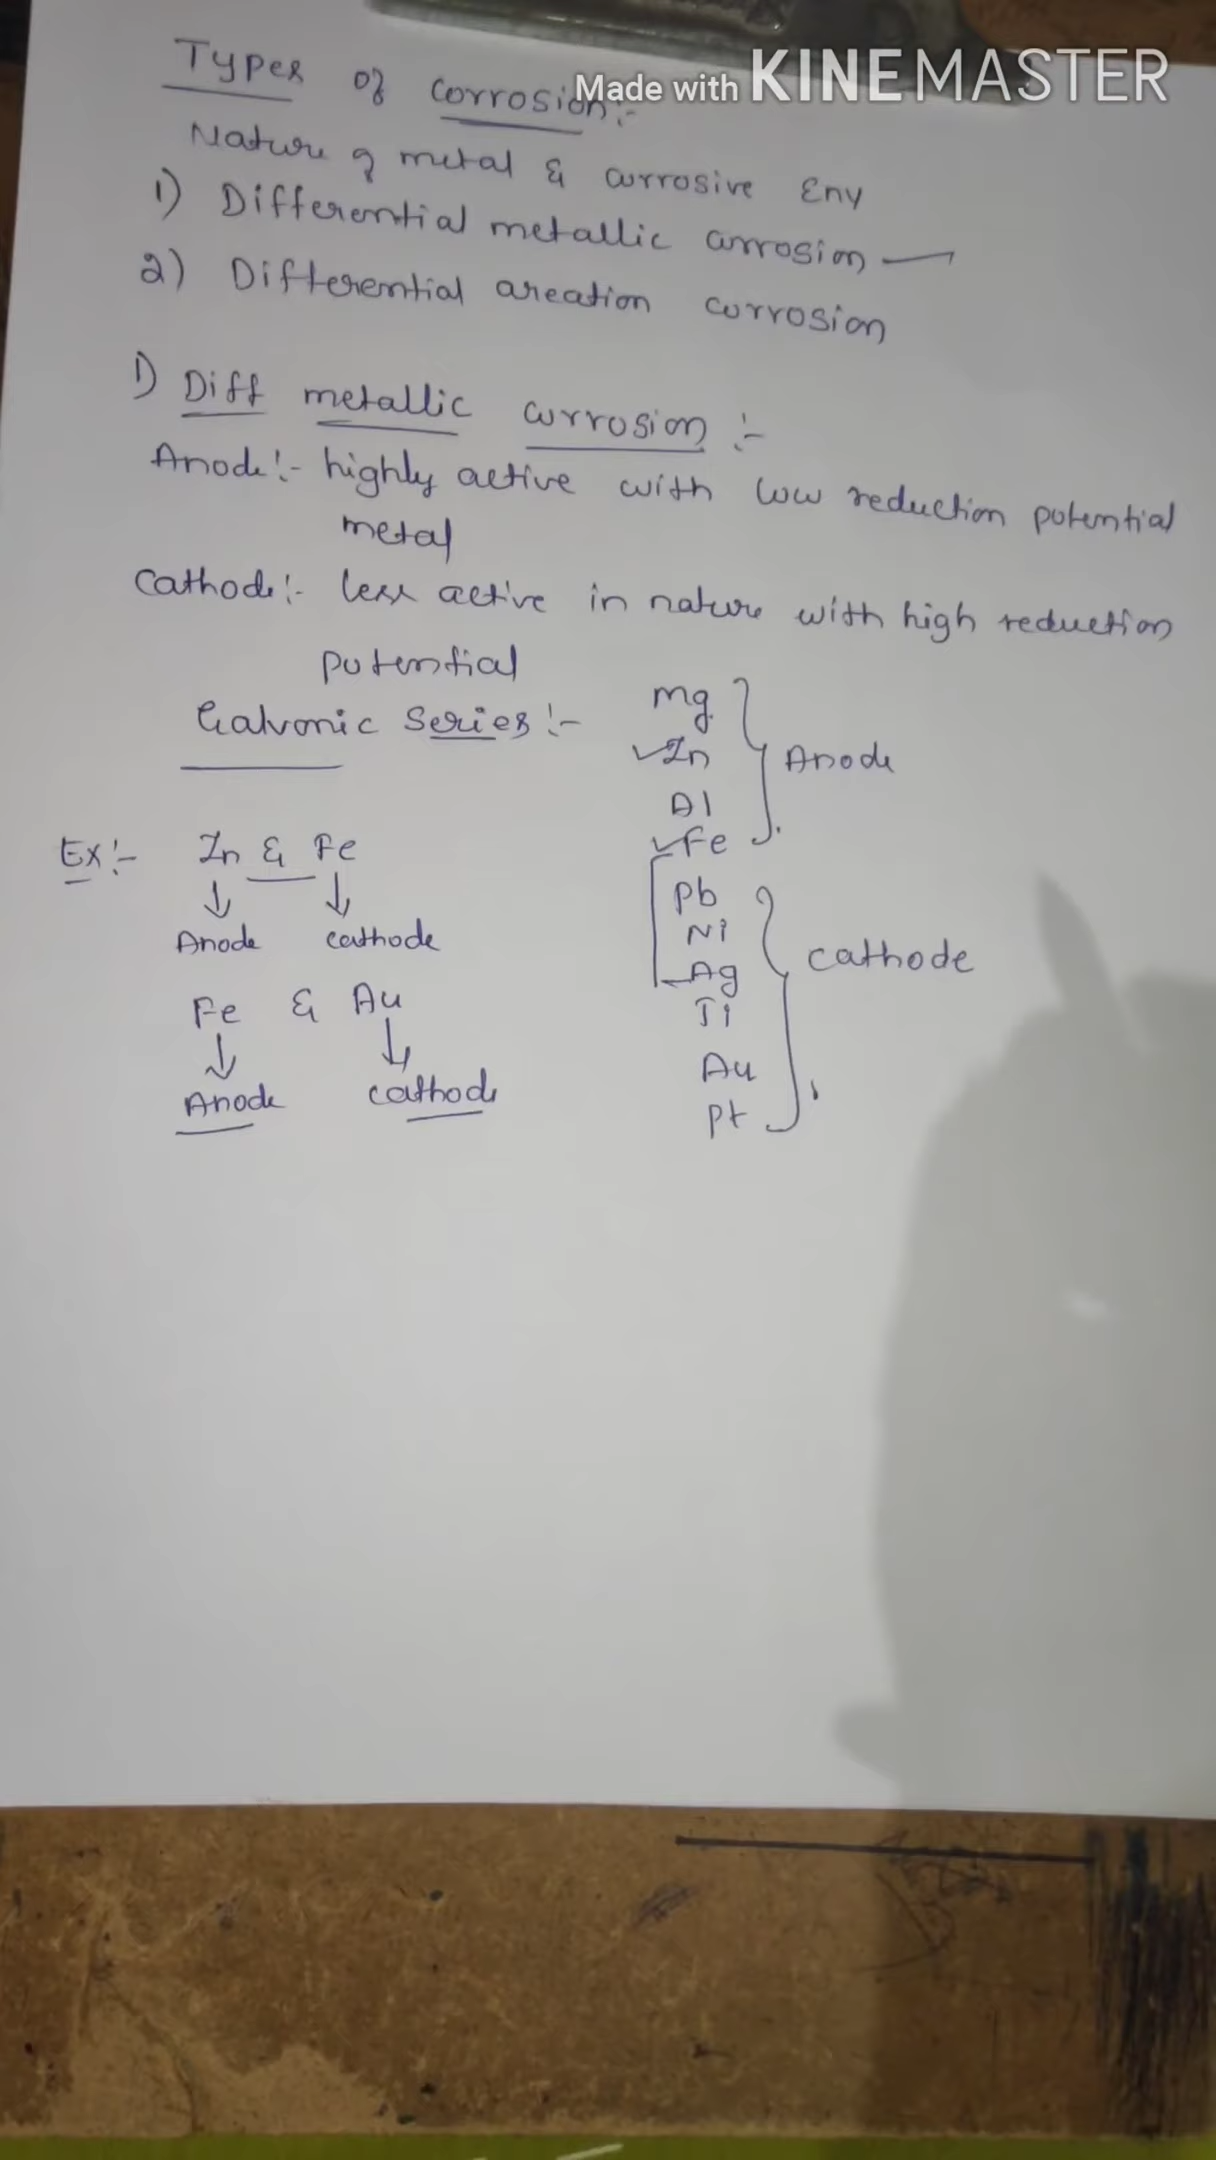 Made with KINEMASTER
Types of corrosion:-
Nature of metal & corrosive Env
1) Differential metallic corrosion
2) Differential areation corrosion
1) Diff metallic corrosion :-
Anode:- highly active with low reduction potential
metal
Cathode:- less active in nature with high reduction
potential
Galvonic Series:-
Mg
Zn
Al
Fe
Anode
Pb
Ni
Ag
Ti
Au
Pt
Cathode
Ex:- Zn & Fe
Anode cathode
Fe & Au
Anode cathode